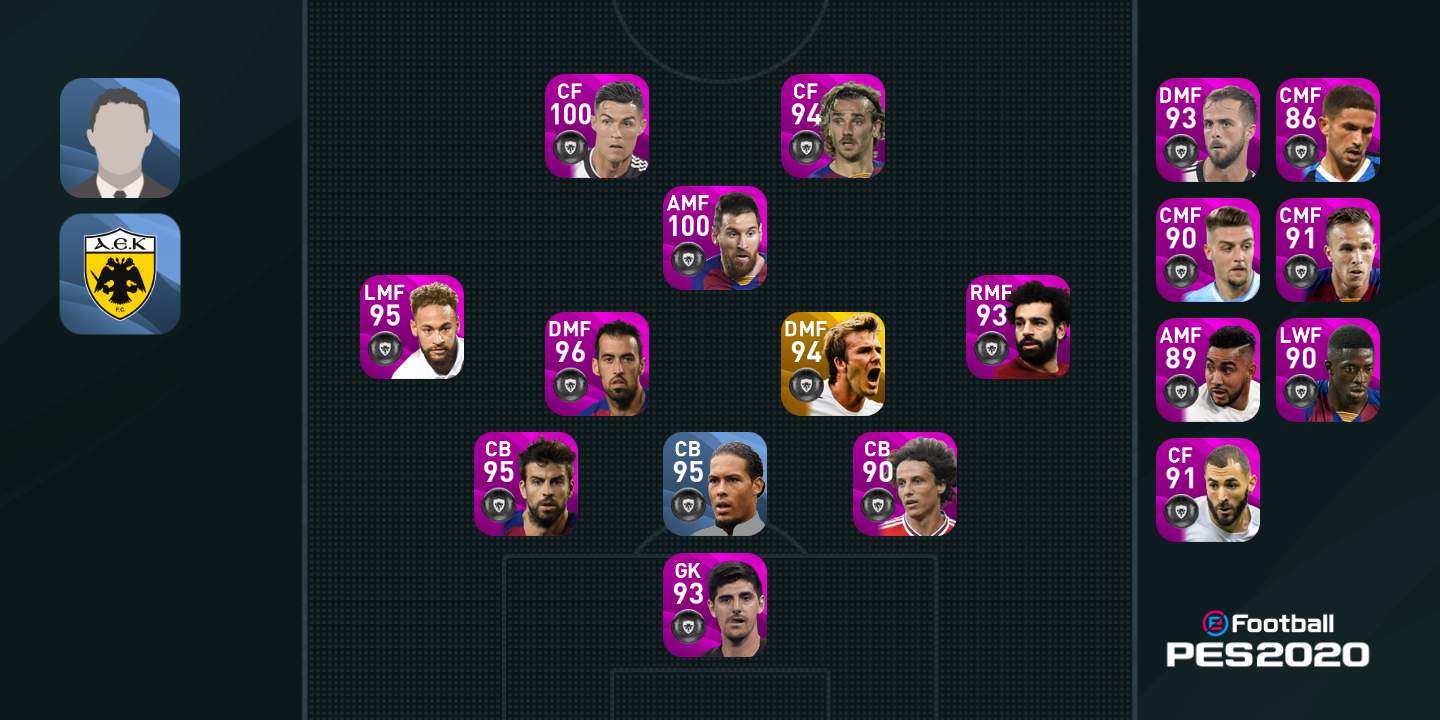 Α.Ε.Κ
F.C.
CF
100
CF
94
AMF
100
LMF
95
DMF
96
DMF
94
RMF
93
CB
95
CB
95
CB
90
GK
93
DMF
93
CMF
86
CMF
90
CMF
91
AMF
89
LWF
90
CF
91
eFootball
PES2020